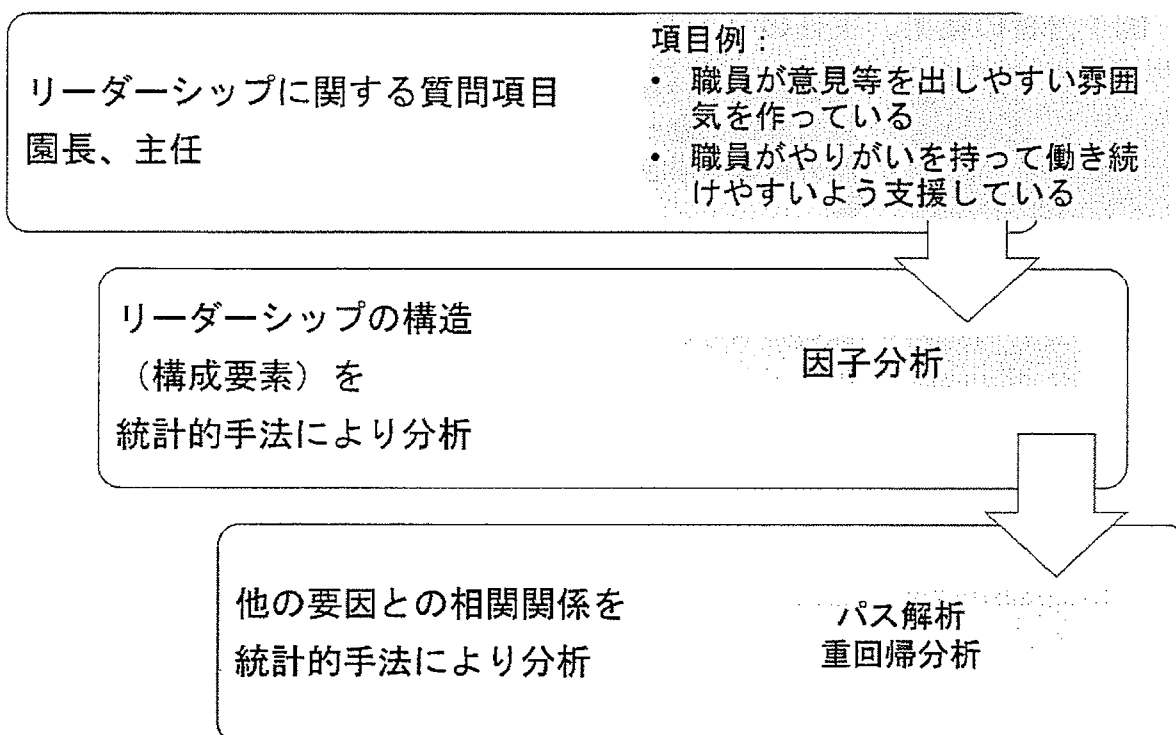 リーダーシップに関する質問項目
園長、主任
項目例：
• 職員が意見等を出しやすい雰囲
気を作っている
• 職員がやりがいを持って働き続
けやすいよう支援している
リーダーシップの構造
（構成要素）を
統計的手法により分析
因子分析
他の要因との相関関係を
統計的手法により分析
パス解析
重回帰分析